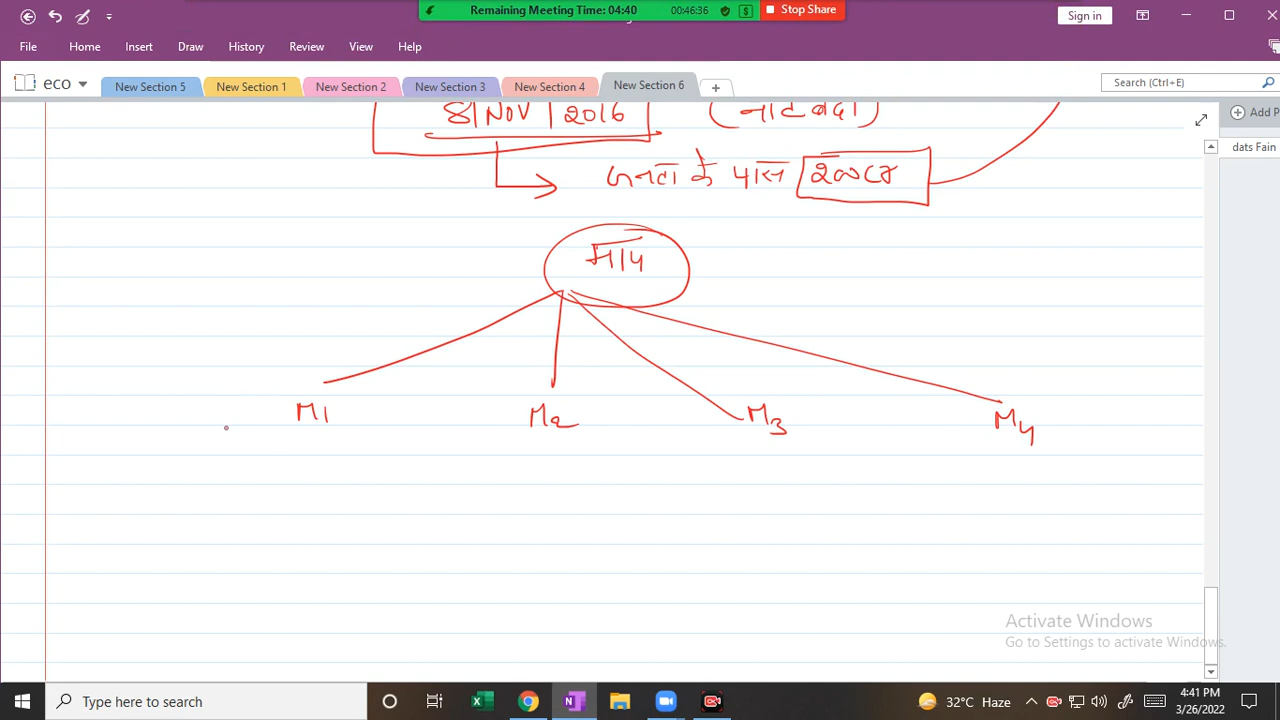 Remaining Meeting Time: 04:40 00:46:36 Stop Share
Sign in
File Home Insert Draw History Review View Help
eco New Section 5 New Section 1 New Section 2 New Section 3 New Section 4 New Section 6 Search (Ctrl+E)
Add P
8 | NOV | 2016 (नोटबंदी)
dats Fain
जनता के पास
माप
M1 M2 M3 M4
Activate Windows
Go to Settings to activate Windows.
Type here to search 32°C Haze 4:41 PM
3/26/2022